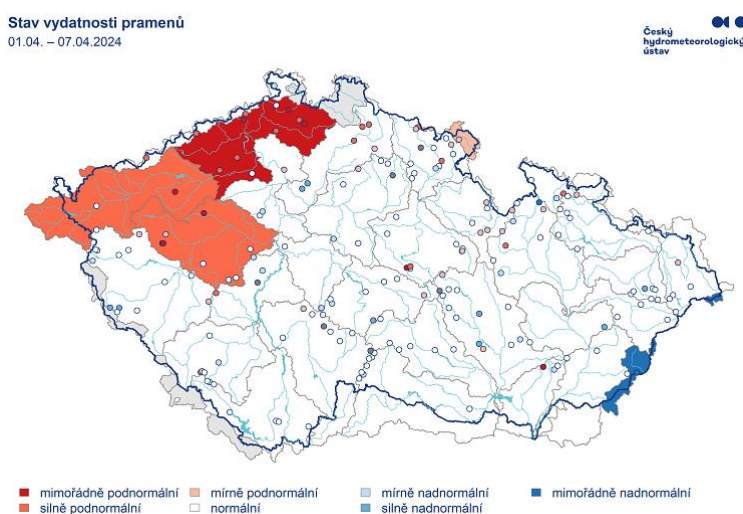 Stav vydatnosti pramenů
01.04. – 07.04.2024
Český
hydrometeorologický
ústav
mimořádně podnormální
mírně podnormální
mírně nadnormální
mimořádně nadnormální
silně podnormální
normální
silně nadnormální